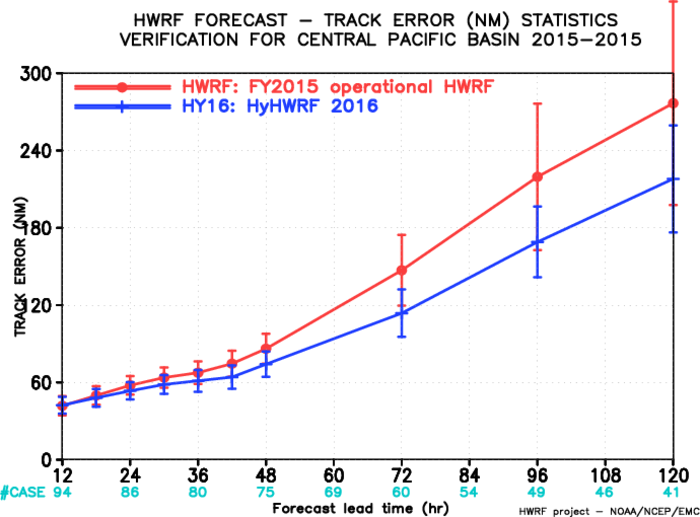 HWRF FORECAST – TRACK ERROR (NM) STATISTICS
VERIFICATION FOR CENTRAL PACIFIC BASIN 2015–2015
HWRF: FY2015 operational HWRF
HY16: HyHWRF 2016
TRACK ERROR (NM)
300
240
180
120
60
0
12 24 36 48 60 72 84 96 108 120
#CASE 94 86 80 75 69 60 54 49 46 41
Forecast lead time (hr)
HWRF project – NOAA/NCEP/EMC